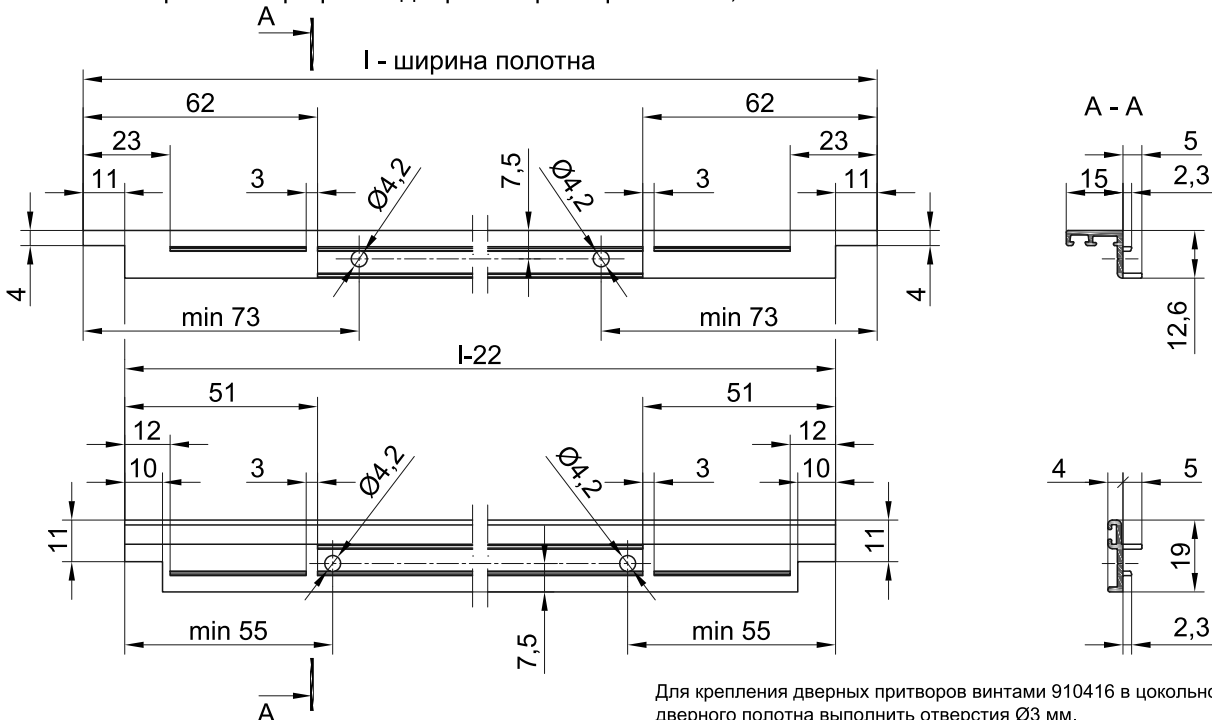 A
l - ширина полотна
62
62
A - A
23
23
5
11
3
Ø4,2
7,5
Ø4,2
3
11
15
2,3
4
4
12,6
min 73
min 73
l-22
51
51
12
12
10
3
Ø4,2
Ø4,2
3
10
4
5
11
11
19
min 55
7,5
min 55
2,3
A
Для крепления дверных притворов винтами 910416 в
дверного полотна выполнить отверстия Ø3 мм.